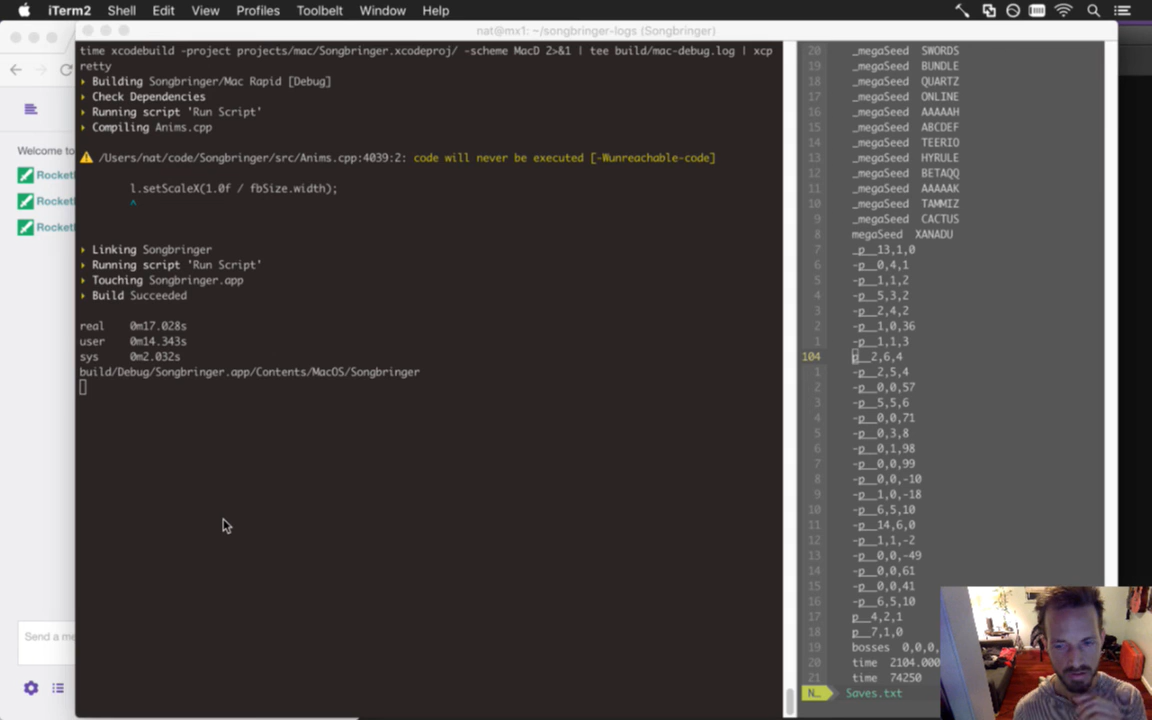 iTerm2 Shell Edit View Profiles Toolbelt Window Help
nat@mx1: ~/songbringer-logs (Songbringer)
Welcome to
Rocket
Rocket
Rocket
Send a me
time xcodebuild -project projects/mac/Songbringer.xcodeproj/ -scheme MacD 2>&1 | tee build/mac-debug.log | xcp
retty
Building Songbringer/Mac Rapid [Debug]
Check Dependencies
Running script 'Run Script'
Compiling Anims.cpp
/Users/nat/code/Songbringer/src/Anims.cpp:4039:2: code will never be executed [-Wunreachable-code]
l.setScaleX(1.0f / fbSize.width);
^
Linking Songbringer
Running script 'Run Script'
Touching Songbringer.app
Build Succeeded
real 0m17.028s
user 0m14.343s
sys 0m2.032s
build/Debug/Songbringer.app/Contents/MacOS/Songbringer
20 _megaSeed SWORDS
19 _megaSeed BUNDLE
18 _megaSeed QUARTZ
17 _megaSeed ONLINE
16 _megaSeed AAAAAH
15 _megaSeed ABCDEF
14 _megaSeed TEERIO
13 _megaSeed HYRULE
12 _megaSeed BETAQQ
11 _megaSeed AAAAAK
10 _megaSeed TAMMIZ
9 _megaSeed CACTUS
8 megaSeed XANADU
7 _p__13,1,0
6 -p__0,4,1
5 -p__1,1,2
4 -p__5,3,2
3 -p__2,4,2
2 -p__1,0,36
1 -p__1,1,3
104 p__2,6,4
1 -p__2,5,4
2 -p__0,0,57
3 -p__5,5,6
4 -p__0,0,71
5 -p__0,3,8
6 -p__0,1,98
7 -p__0,0,99
8 -p__0,0,-10
9 -p__1,0,-18
10 -p__6,5,10
11 -p__14,6,0
12 -p__1,1,-2
13 -p__0,0,-49
14 -p__0,0,61
15 -p__0,0,41
16 -p__6,5,10
17 p__4,2,1
18 p__7,1,0
19 bosses 0,0,0,
20 time 2104.000
21 time 74250
N… Saves.txt